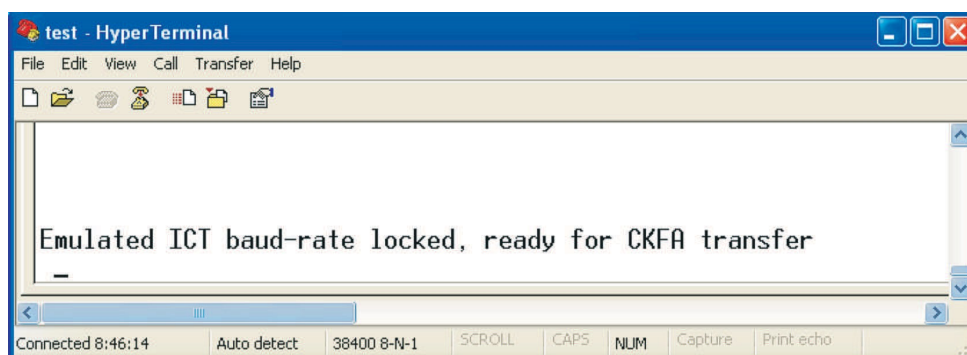 test - HyperTerminal
File Edit View Call Transfer Help
Emulated ICT baud-rate locked, ready for CKFA transfer
Connected 8:46:14 Auto detect 38400 8-N-1 SCROLL CAPS NUM Capture Print echo